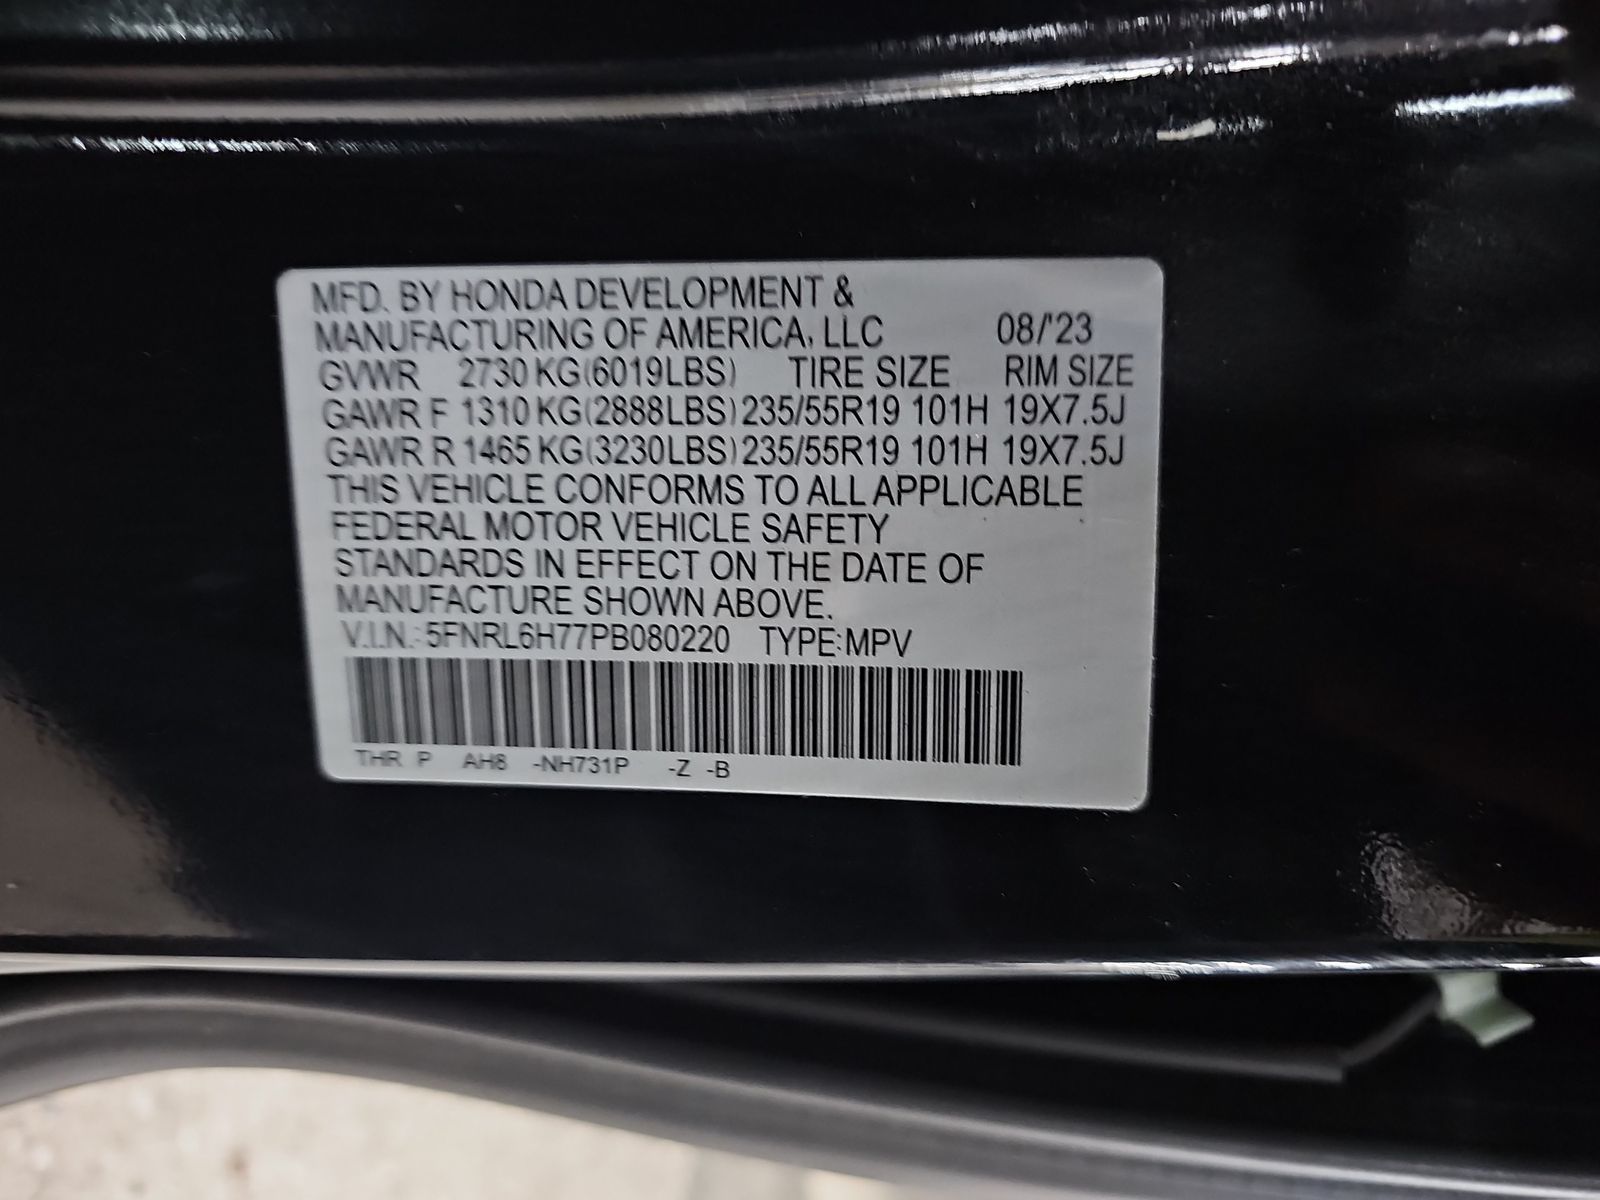 MFD. BY HONDA DEVELOPMENT &
MANUFACTURING OF AMERICA, LLC 08/'23
GVWR 2730 KG(6019LBS) TIRE SIZE RIM SIZE
GAWR F 1310 KG(2888LBS) 235/55R19 101H 19X7.5J
GAWR R 1465 KG(3230LBS) 235/55R19 101H 19X7.5J
THIS VEHICLE CONFORMS TO ALL APPLICABLE
FEDERAL MOTOR VEHICLE SAFETY
STANDARDS IN EFFECT ON THE DATE OF
MANUFACTURE SHOWN ABOVE.
V.I.N.: 5FNRL6H77PB080220 TYPE:MPV
THR P AH8 -NH731P -Z -B